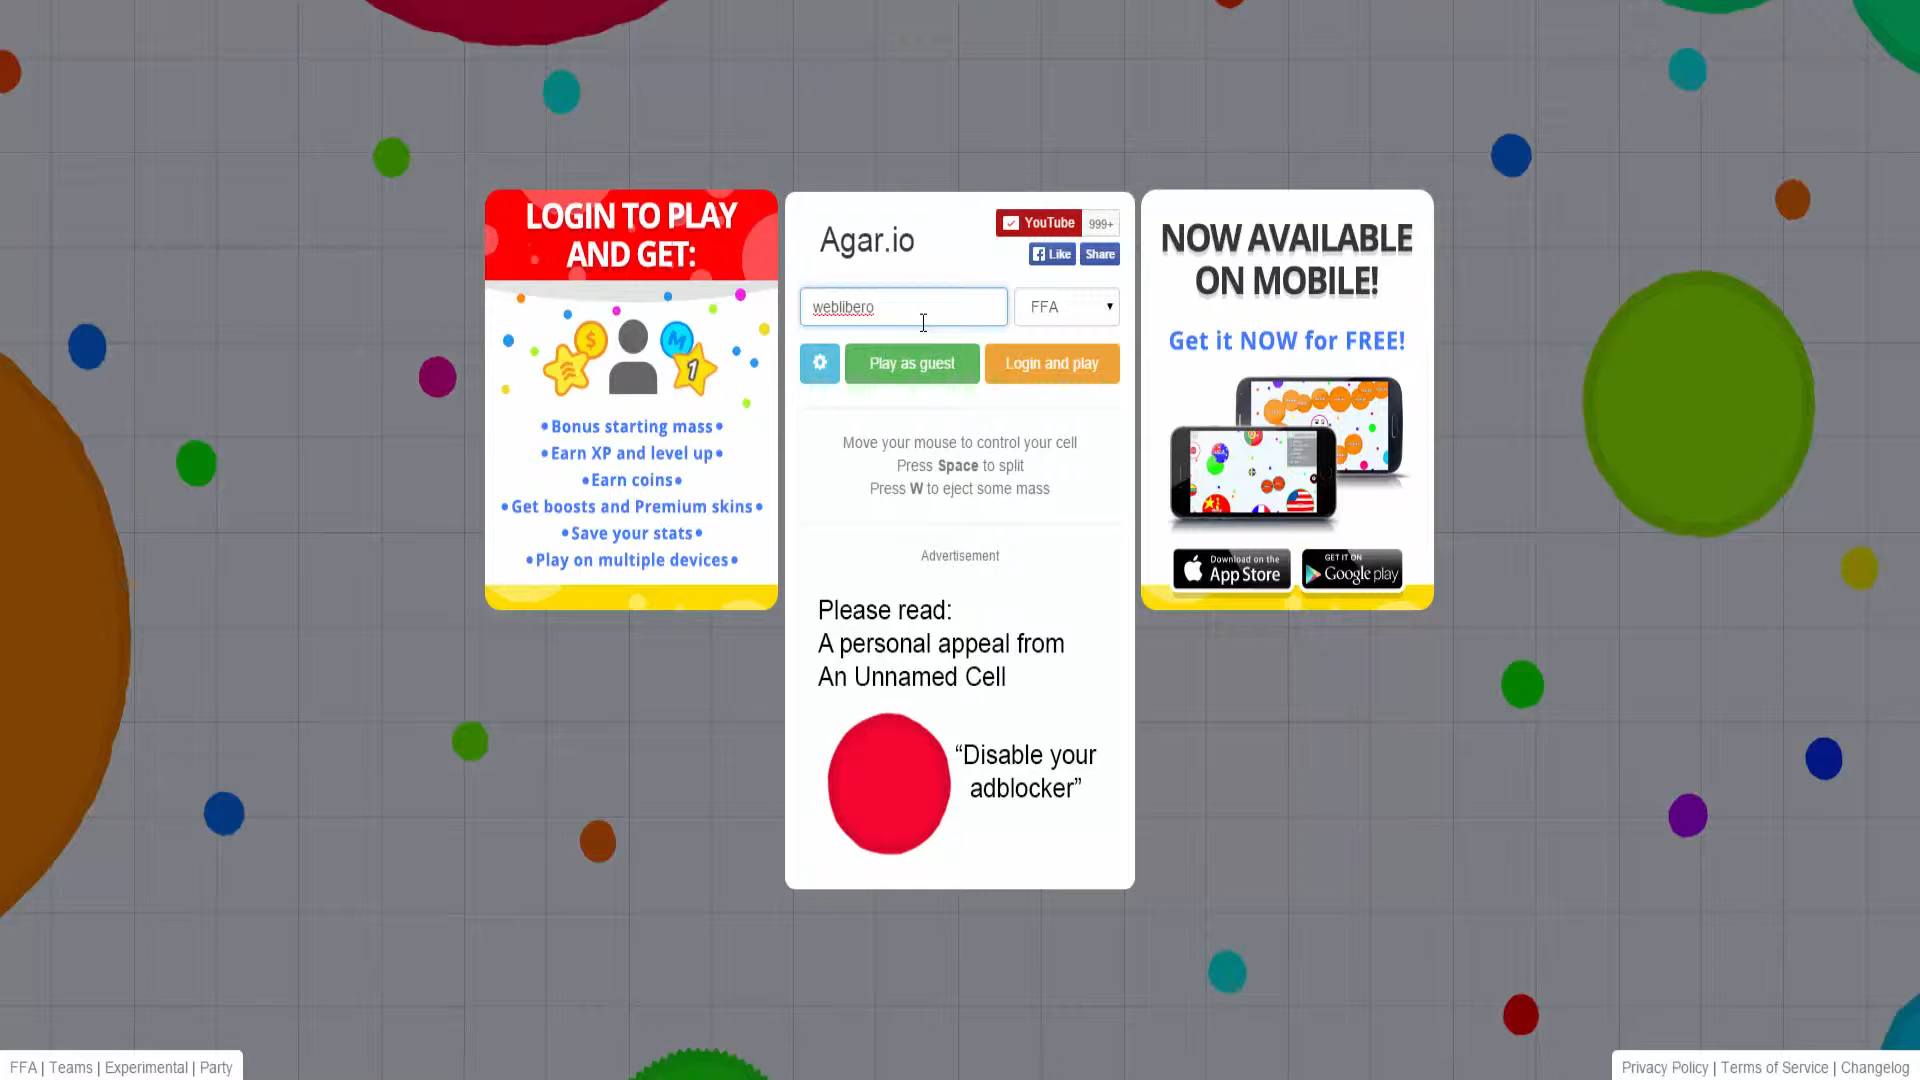 LOGIN TO PLAY
AND GET:
•Bonus starting mass•
•Earn XP and level up•
•Earn coins•
•Get boosts and Premium skins•
•Save your stats•
•Play on multiple devices•
Agar.io
YouTube 999+
Like Share
weblibero FFA
Play as guest Login and play
Move your mouse to control your cell
Press Space to split
Press W to eject some mass
Advertisement
Please read:
A personal appeal from
An Unnamed Cell
“Disable your
adblocker”
NOW AVAILABLE
ON MOBILE!
Get it NOW for FREE!
Download on the
App Store
GET IT ON
Google play
FFA | Teams | Experimental | Party
Privacy Policy | Terms of Service | Changelog